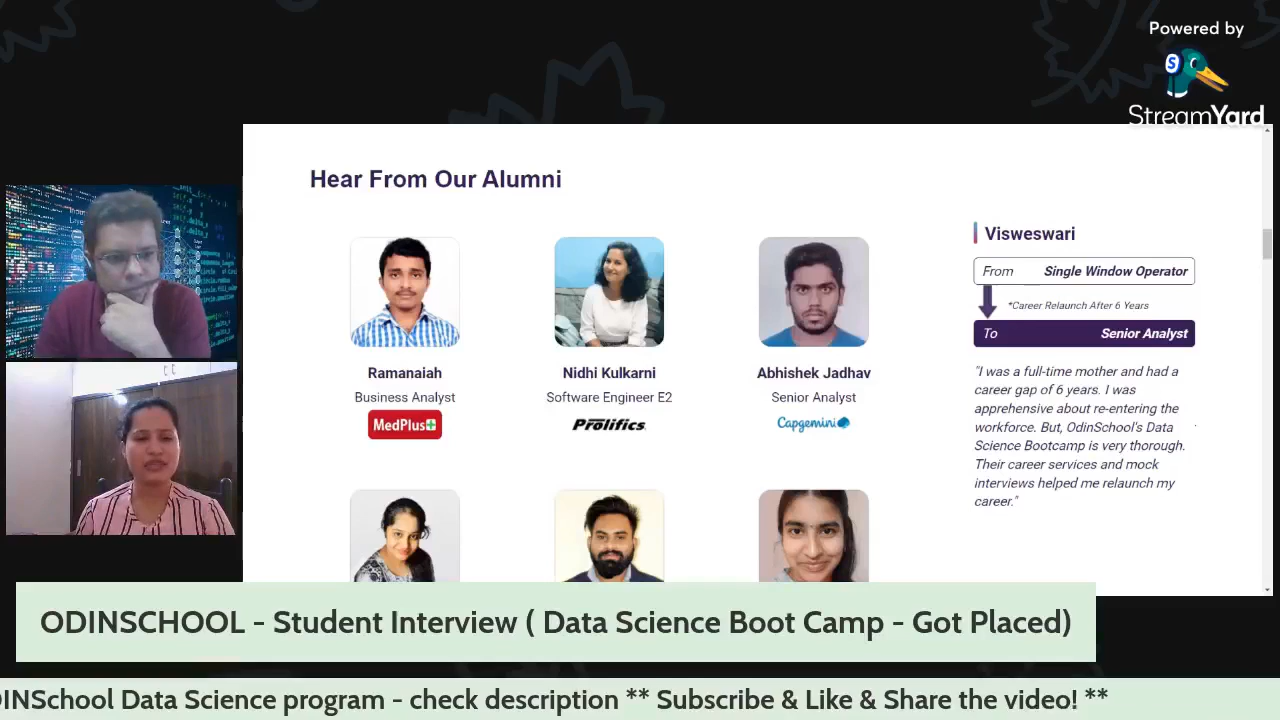 Powered by
S
StreamYard
Hear From Our Alumni
Visweswari
From Single Window Operator
*Career Relaunch After 6 Years
To Senior Analyst
Ramanaiah
Business Analyst
MedPlus
Nidhi Kulkarni
Software Engineer E2
Prolifics.
Abhishek Jadhav
Senior Analyst
Capgemini
"I was a full-time mother and had a
career gap of 6 years. I was
apprehensive about re-entering the
workforce. But, OdinSchool's Data
Science Bootcamp is very thorough.
Their career services and mock
interviews helped me relaunch my
career."
ODINSCHOOL - Student Interview ( Data Science Boot Camp - Got Placed)
INSchool Data Science program - check description ** Subscribe & Like & Share the video! **